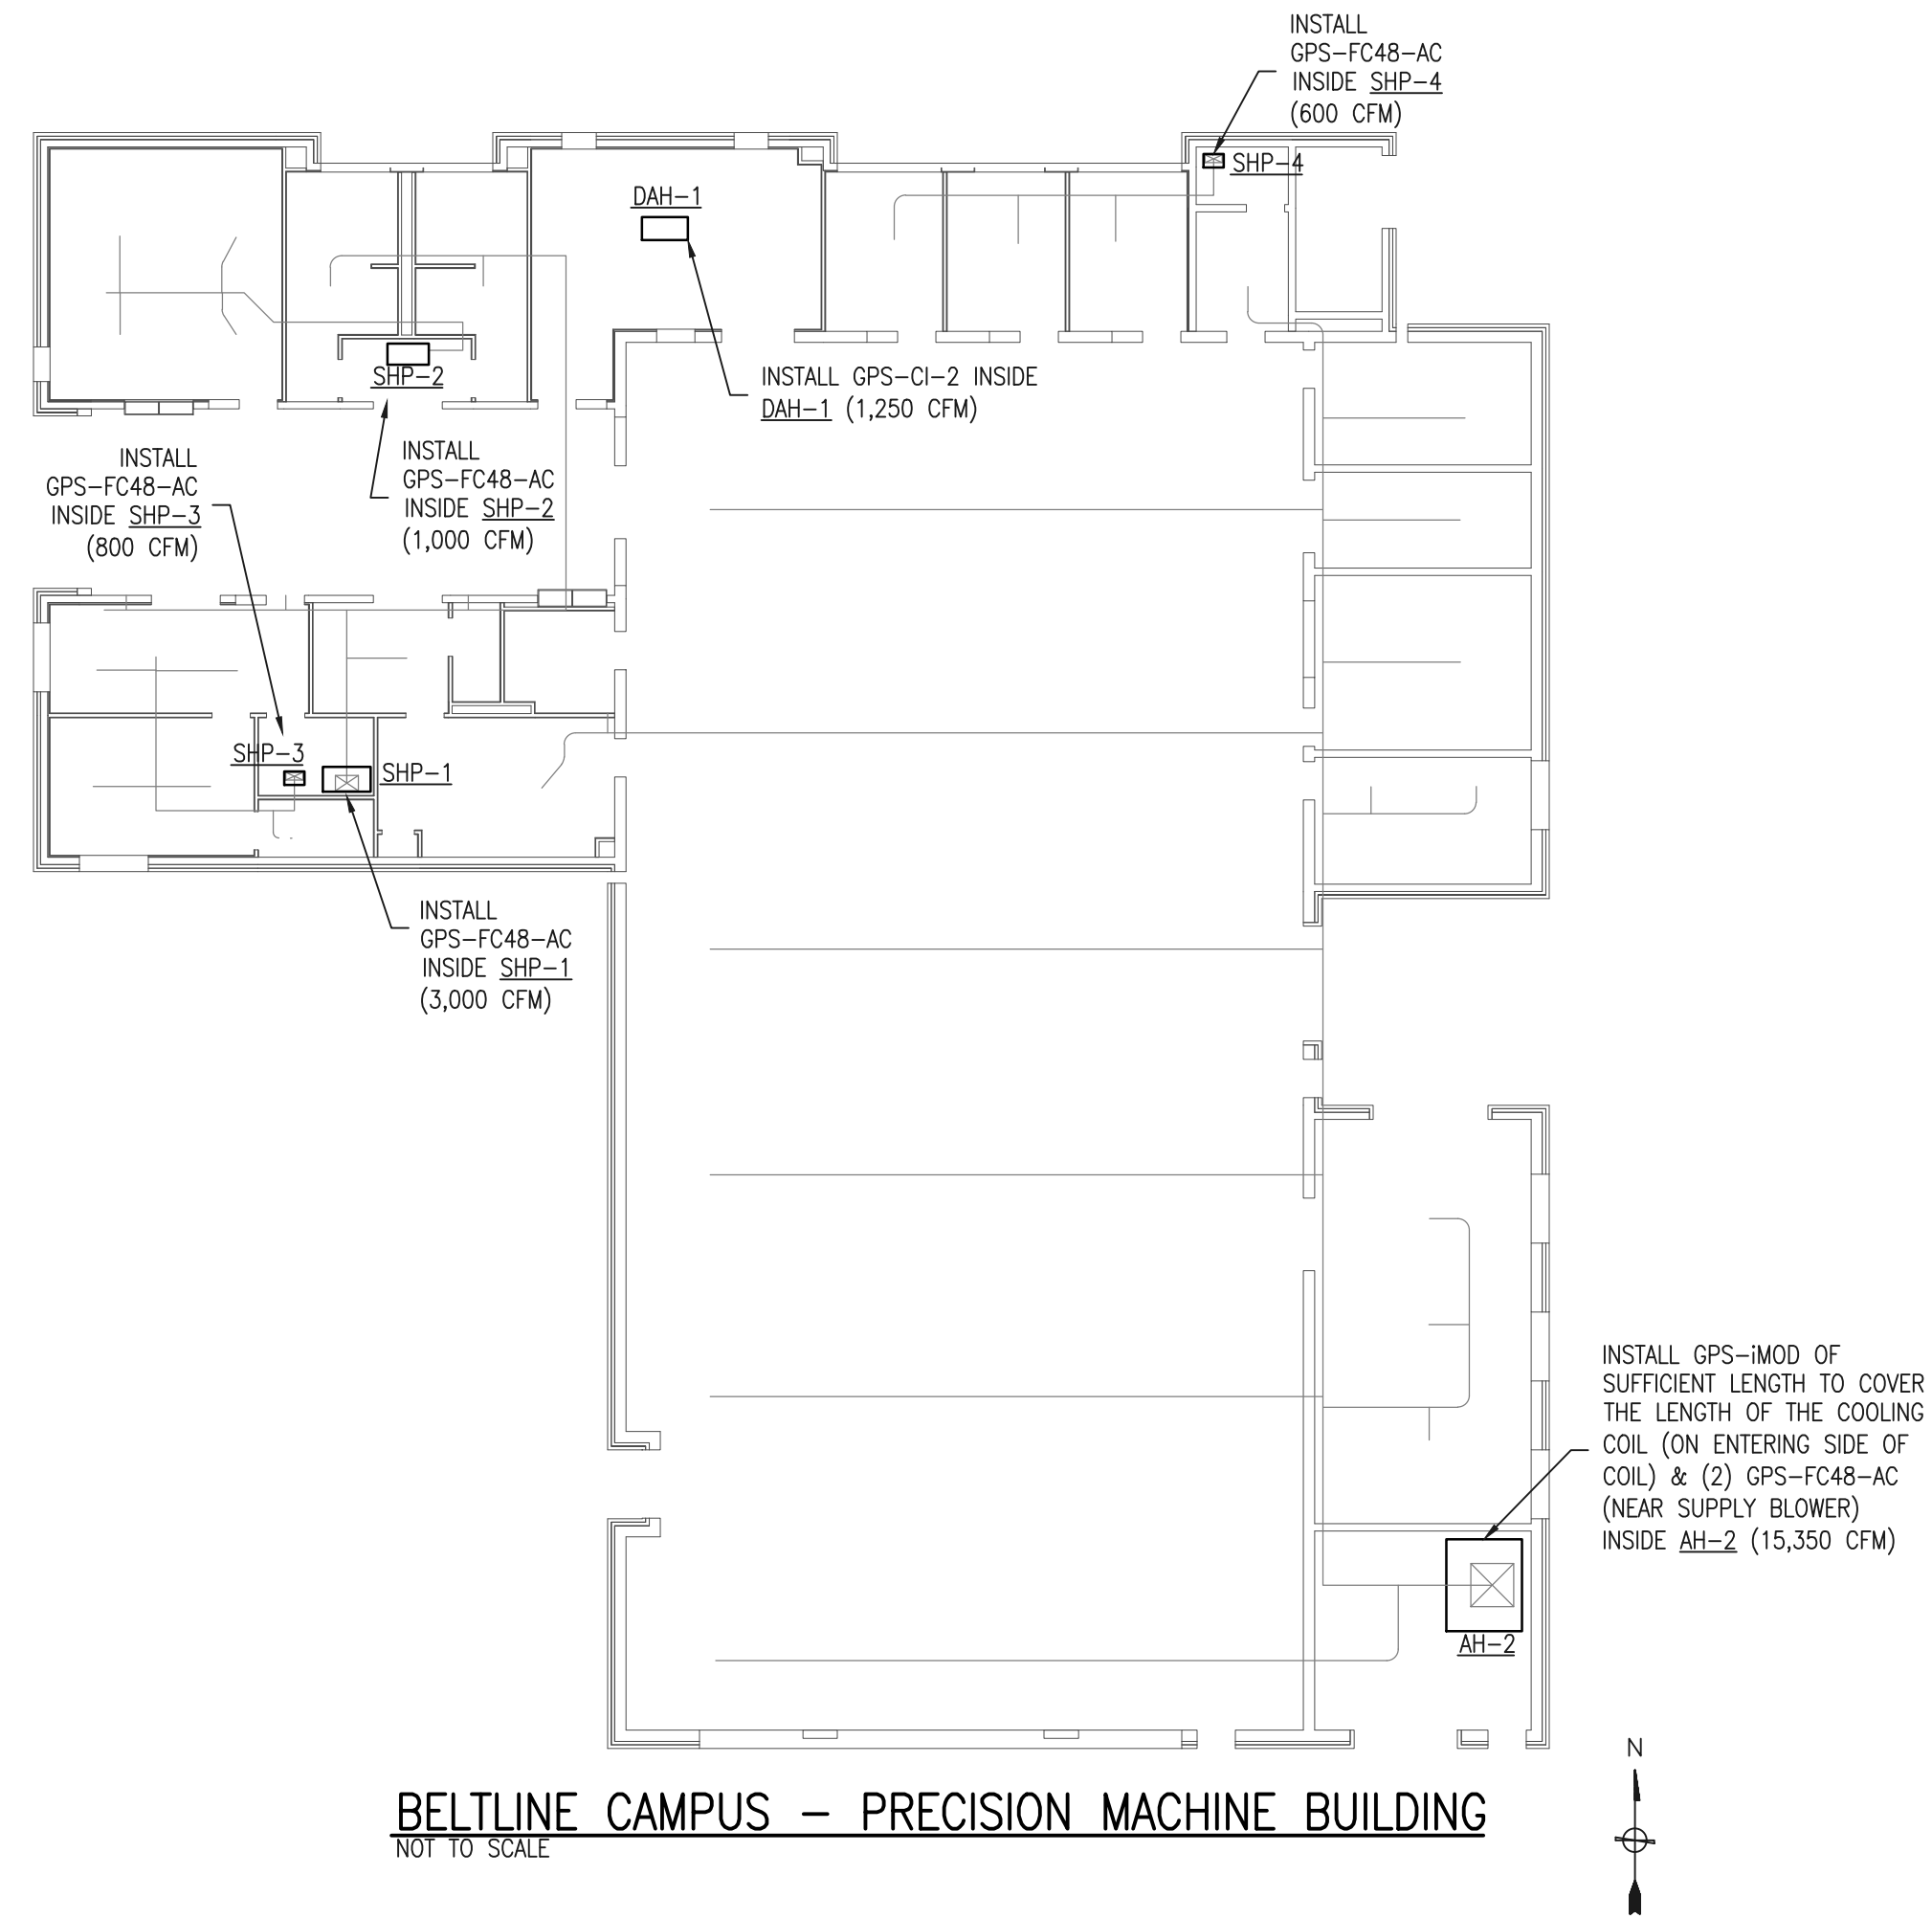 INSTALL
GPS-FC48-AC
INSIDE SHP-4
(600 CFM)
SHP-4
DAH-1
SHP-2
INSTALL GPS-CI-2 INSIDE
DAH-1 (1,250 CFM)
INSTALL
GPS-FC48-AC
INSIDE SHP-3
(800 CFM)
INSTALL
GPS-FC48-AC
INSIDE SHP-2
(1,000 CFM)
SHP-3
SHP-1
INSTALL
GPS-FC48-AC
INSIDE SHP-1
(3,000 CFM)
INSTALL GPS-iMOD OF
SUFFICIENT LENGTH TO COVER
THE LENGTH OF THE COOLING
COIL (ON ENTERING SIDE OF
COIL) & (2) GPS-FC48-AC
(NEAR SUPPLY BLOWER)
INSIDE AH-2 (15,350 CFM)
AH-2
N
BELTLINE CAMPUS - PRECISION MACHINE BUILDING
NOT TO SCALE